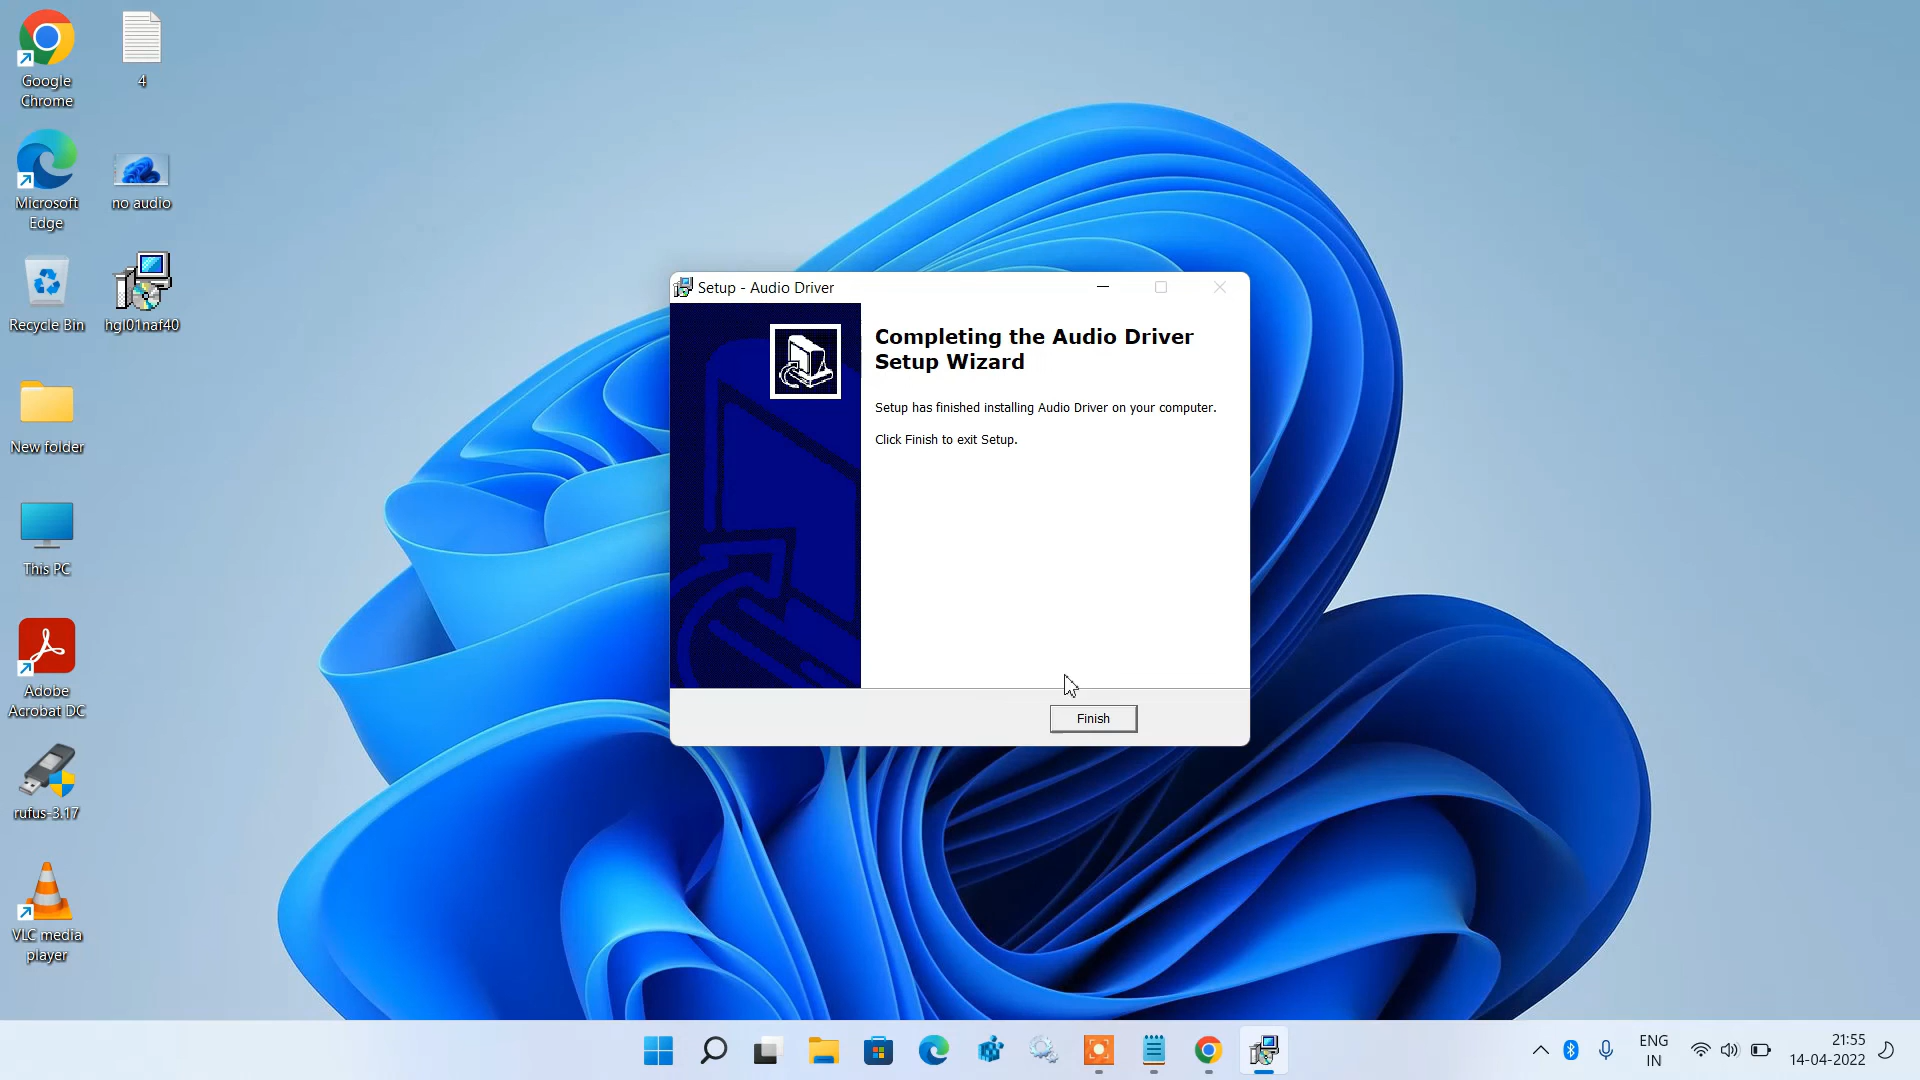 Google
Chrome
4
Microsoft
Edge
no audio
Recycle Bin
hgl01naf40
New folder
This PC
Adobe
Acrobat DC
rufus-3.17
VLC media
player
Setup - Audio Driver
Completing the Audio Driver
Setup Wizard
Setup has finished installing Audio Driver on your computer.
Click Finish to exit Setup.
Finish
ENG
IN
21:55
14-04-2022